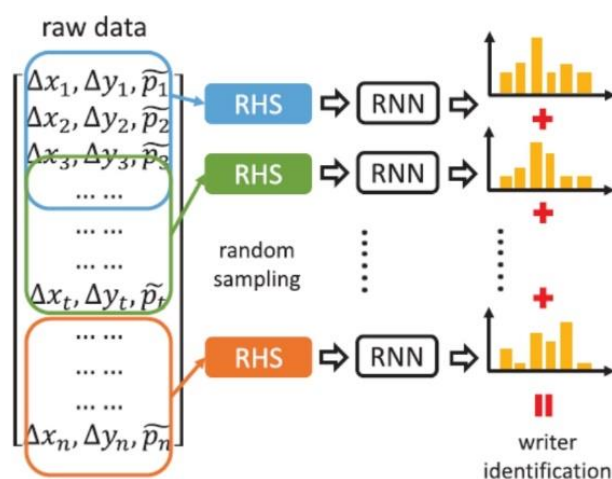 raw data
Δx₁, Δy₁, p̃₁
Δx₂, Δy₂, p̃₂
Δx₃, Δy₃, p̃₃
... ...
... ...
... ...
Δxₜ, Δyₜ, p̃ₜ
... ...
... ...
... ...
Δxₙ, Δyₙ, p̃ₙ
RHS
RNN
+
RHS
RNN
+
random
sampling
+
RHS
RNN
writer
identification